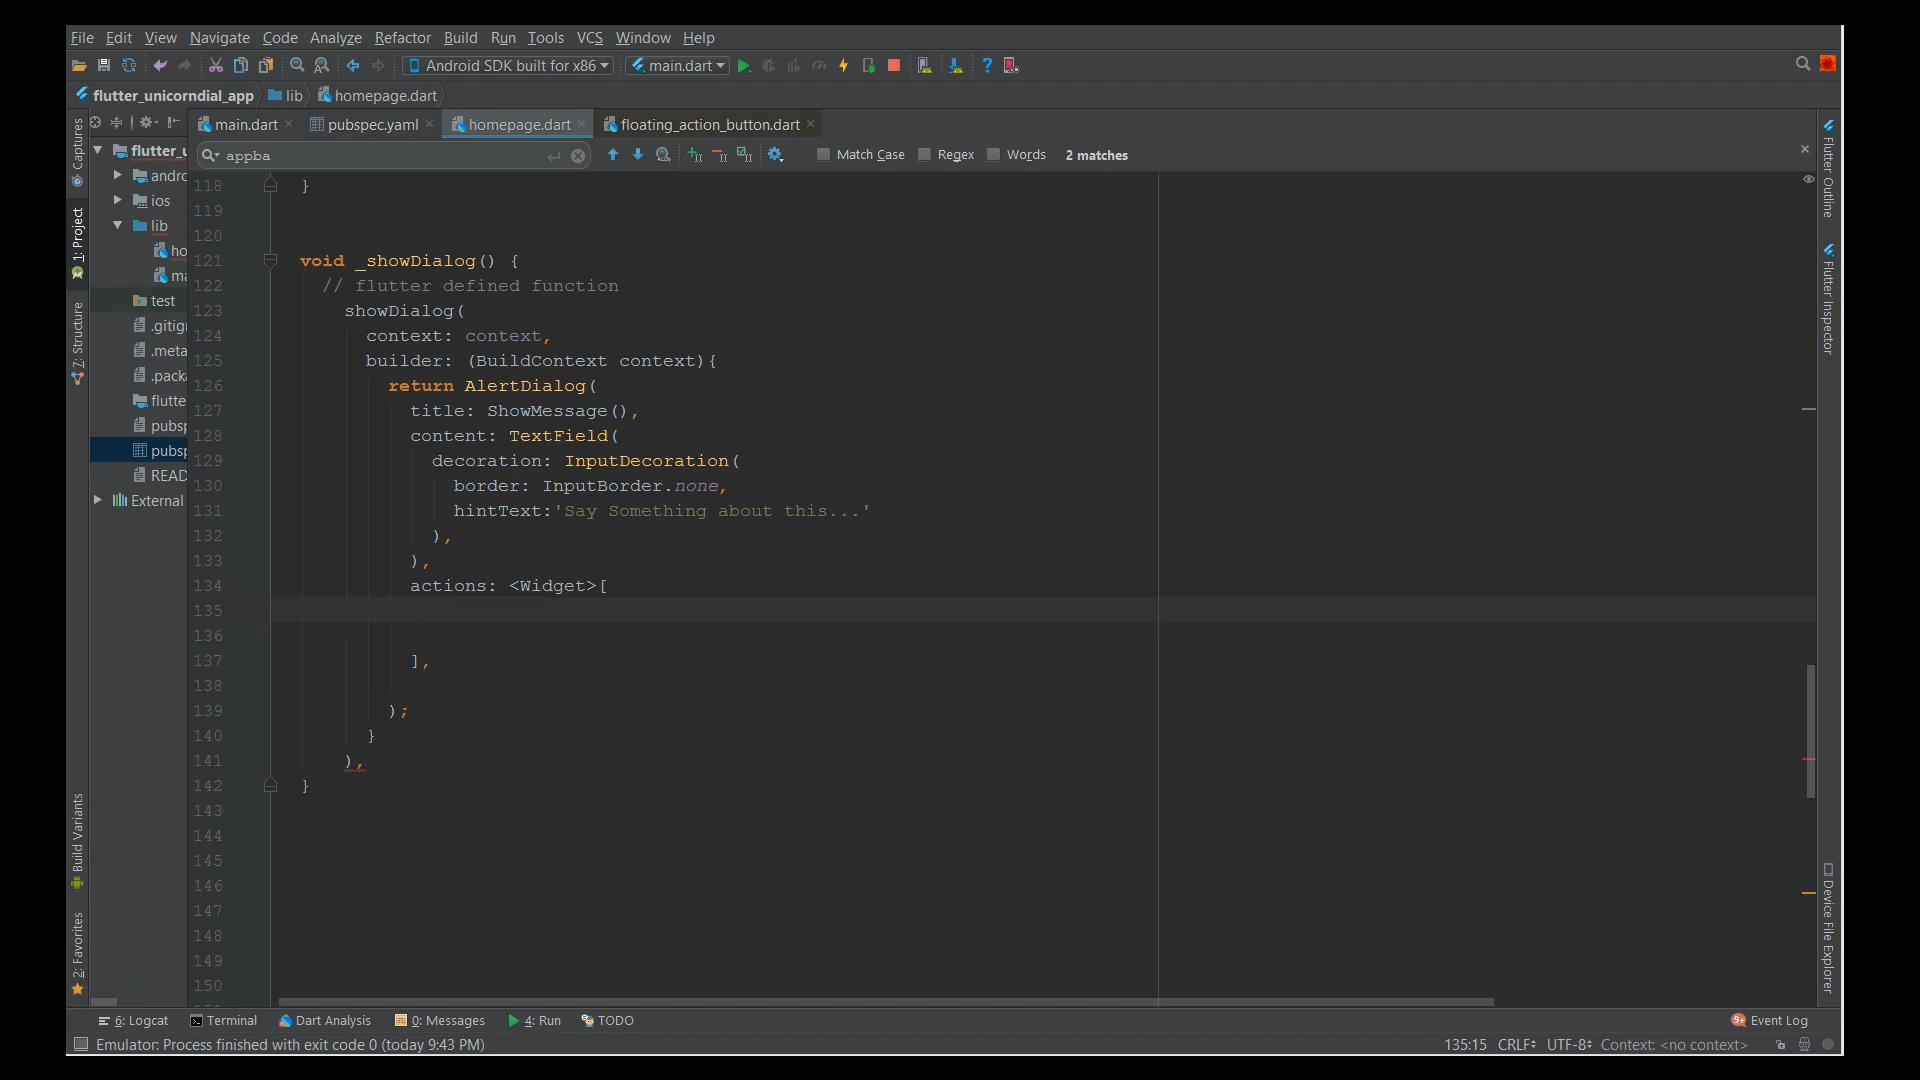 File Edit View Navigate Code Analyze Refactor Build Run Tools VCS Window Help
Android SDK built for x86 main.dart
flutter_unicorndial_app lib homepage.dart
main.dart pubspec.yaml homepage.dart floating_action_button.dart
appba Match Case Regex Words 2 matches
Captures
1: Project
7: Structure
Build Variants
2: Favorites
flutter_u
andro
ios
lib
ho
ma
test
.gitig
.meta
.packa
flutte
pubsp
pubsp
READ
External
118 }
119
120
121 void _showDialog() {
122 // flutter defined function
123 showDialog(
124 context: context,
125 builder: (BuildContext context){
126 return AlertDialog(
127 title: ShowMessage(),
128 content: TextField(
129 decoration: InputDecoration(
130 border: InputBorder.none,
131 hintText:'Say Something about this...'
132 ),
133 ),
134 actions: <Widget>[
135
136
137 ],
138
139 );
140 }
141 ),
142 }
143
144
145
146
147
148
149
150
Flutter Outline
Flutter Inspector
Device File Explorer
6: Logcat Terminal Dart Analysis 0: Messages 4: Run TODO 9+ Event Log
Emulator: Process finished with exit code 0 (today 9:43 PM) 135:15 CRLF UTF-8 Context: <no context>